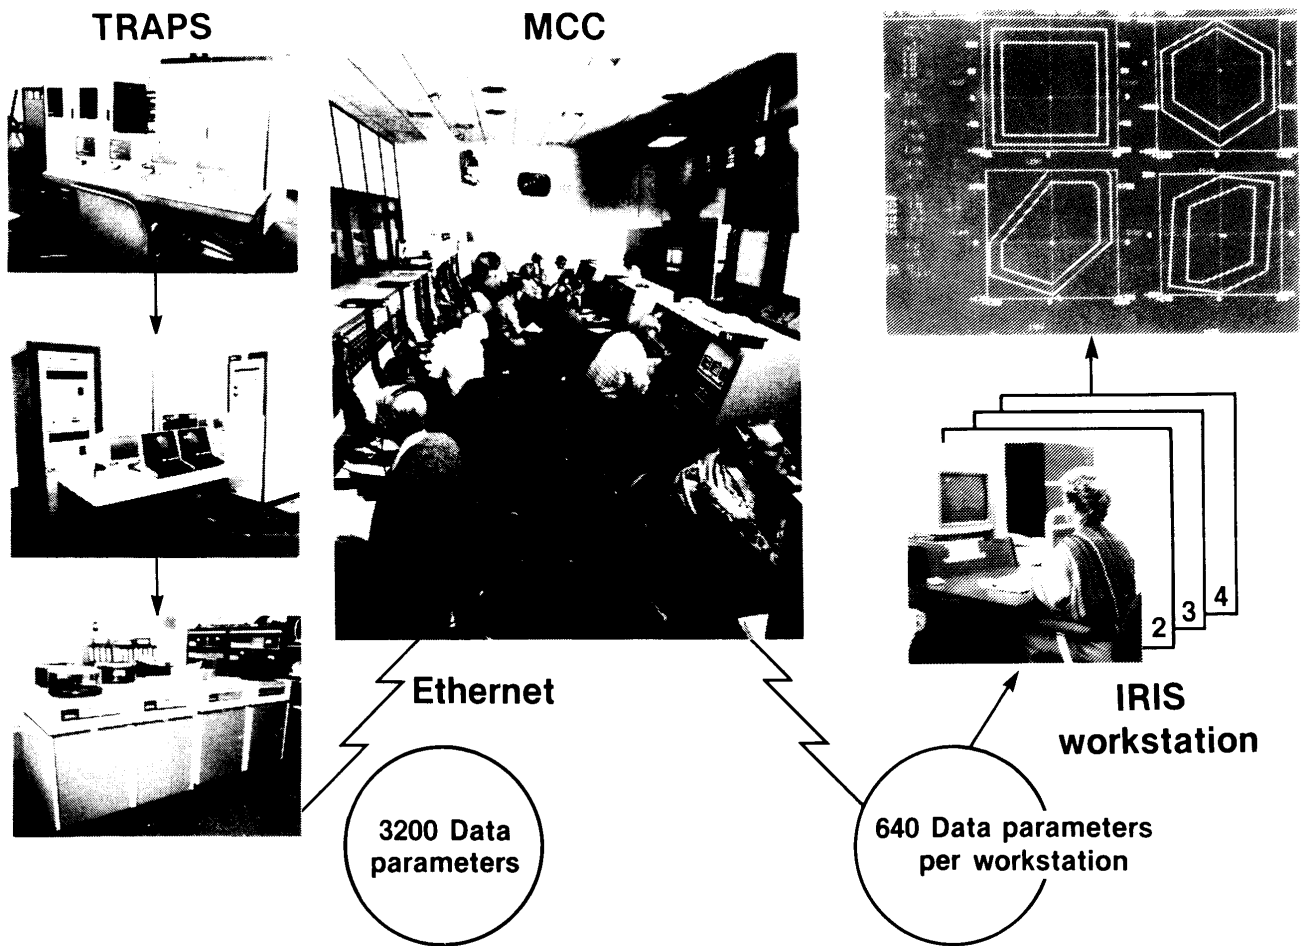 TRAPS
MCC
Ethernet
3200 Data
parameters
640 Data parameters
per workstation
2
3
4
IRIS
workstation